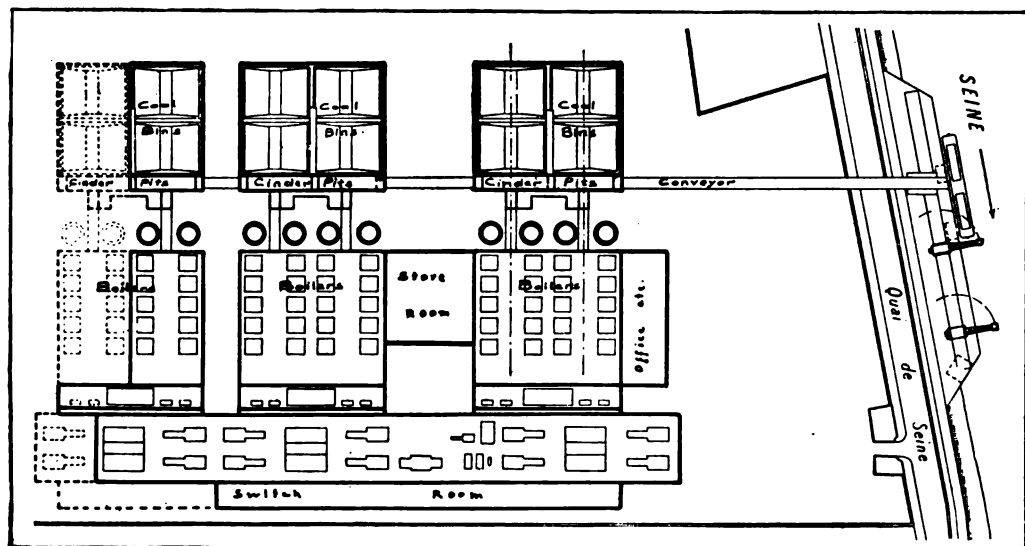 SEINE
Coal
Bins
Coal
Bins
Coal
Bins
Cinder Pits
Cinder Pits
Cinder Pits
Conveyor
Boilers
Boilers
Boilers
Store
Room
Office etc.
Quai
de
Seine
Switch Room